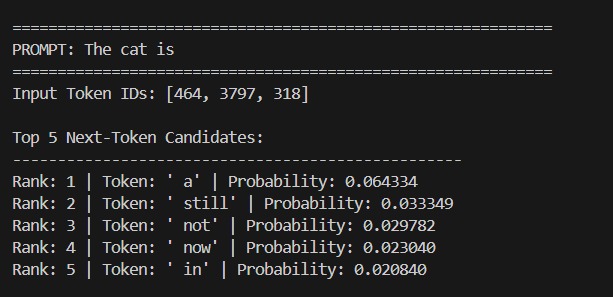 ============================================================
PROMPT: The cat is
============================================================
Input Token IDs: [464, 3797, 318]
Top 5 Next-Token Candidates:
--------------------------------------------------
Rank: 1 | Token: ' a' | Probability: 0.064334
Rank: 2 | Token: ' still' | Probability: 0.033349
Rank: 3 | Token: ' not' | Probability: 0.029782
Rank: 4 | Token: ' now' | Probability: 0.023040
Rank: 5 | Token: ' in' | Probability: 0.020840